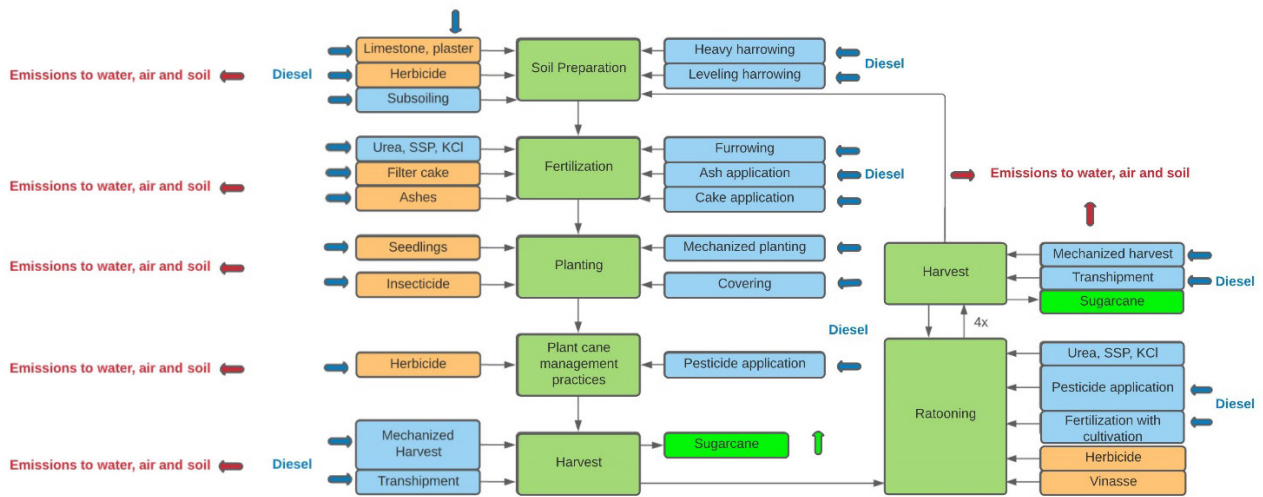 Limestone, plaster
Heavy harrowing
Emissions to water, air and soil
Diesel
Herbicide
Soil Preparation
Leveling harrowing
Diesel
Subsoiling
Urea, SSP, KCl
Furrowing
Emissions to water, air and soil
Filter cake
Fertilization
Ash application
Diesel
Emissions to water, air and soil
Ashes
Cake application
Emissions to water, air and soil
Seedlings
Planting
Mechanized planting
Insecticide
Covering
Harvest
Mechanized harvest
Transhipment
Diesel
Sugarcane
4x
Diesel
Emissions to water, air and soil
Herbicide
Plant cane
management
practices
Pesticide application
Urea, SSP, KCl
Pesticide application
Diesel
Ratooning
Fertilization with
cultivation
Herbicide
Vinasse
Emissions to water, air and soil
Diesel
Mechanized
Harvest
Transhipment
Harvest
Sugarcane